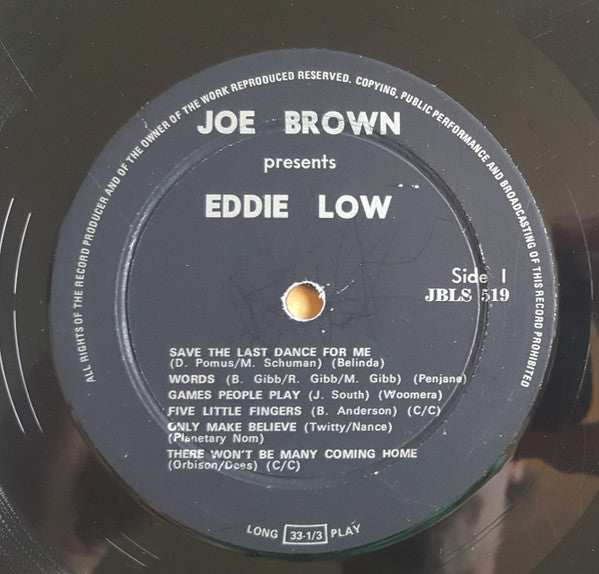 ALL RIGHTS OF THE RECORD PRODUCER AND OF THE OWNER OF THE WORK REPRODUCED RESERVED. COPYING, PUBLIC PERFORMANCE AND BROADCASTING OF THIS RECORD PROHIBITED
JOE BROWN
presents
EDDIE LOW
Side 1
JBLS 519
SAVE THE LAST DANCE FOR ME
(D. Pomus/M. Schuman) (Belinda)
WORDS (B. Gibb/R. Gibb/M. Gibb) (Penjane)
GAMES PEOPLE PLAY (J. South) (Woomera)
FIVE LITTLE FINGERS (B. Anderson) (C/C)
ONLY MAKE BELIEVE (Twitty/Nance)
(Planetary Nom)
THERE WON'T BE MANY COMING HOME
(Orbison/Dees) (C/C)
LONG 33-1/3 PLAY